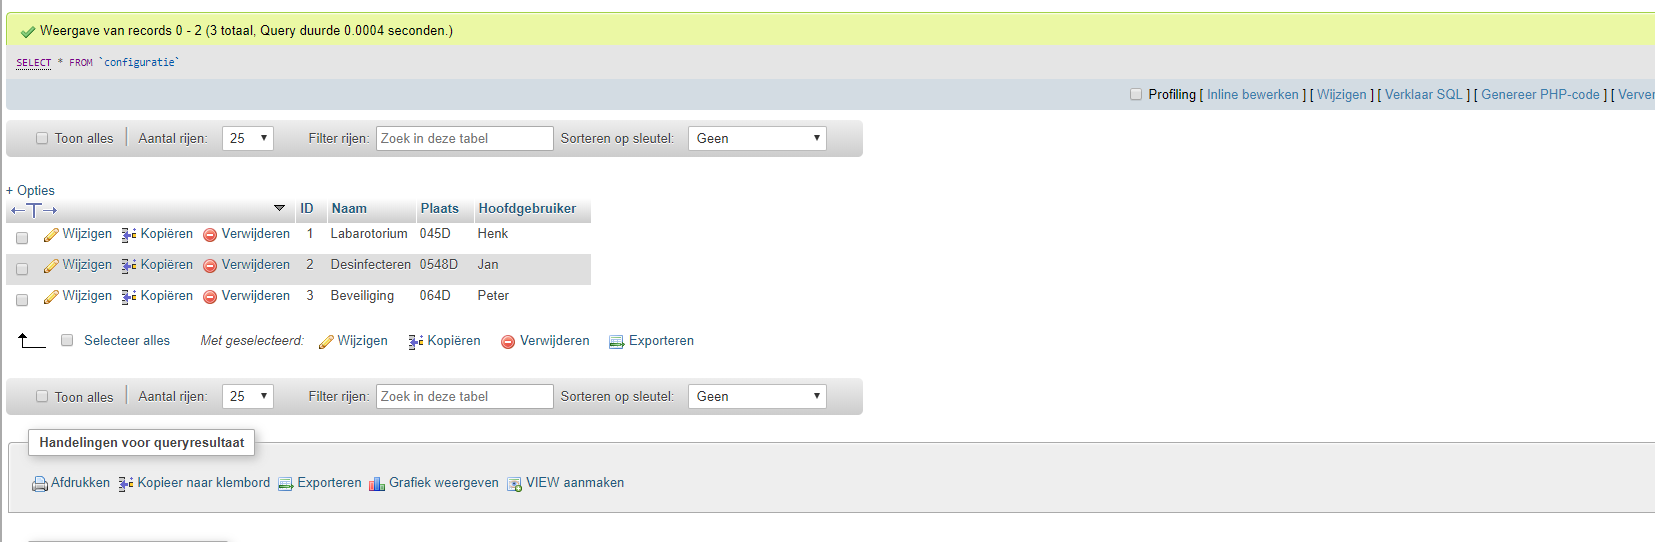 Weergave van records 0 - 2 (3 totaal, Query duurde 0.0004 seconden.)
SELECT * FROM `configuratie`
Profiling [ Inline bewerken ] [ Wijzigen ] [ Verklaar SQL ] [ Genereer PHP-code ] [ Verver
Toon alles Aantal rijen: 25 Filter rijen: Zoek in deze tabel Sorteren op sleutel: Geen
+ Opties
←T→ ID Naam Plaats Hoofdgebruiker
Wijzigen Kopiëren Verwijderen 1 Labarotorium 045D Henk
Wijzigen Kopiëren Verwijderen 2 Desinfecteren 0548D Jan
Wijzigen Kopiëren Verwijderen 3 Beveiliging 064D Peter
Selecteer alles Met geselecteerd: Wijzigen Kopiëren Verwijderen Exporteren
Toon alles Aantal rijen: 25 Filter rijen: Zoek in deze tabel Sorteren op sleutel: Geen
Handelingen voor queryresultaat
Afdrukken Kopieer naar klembord Exporteren Grafiek weergeven VIEW aanmaken